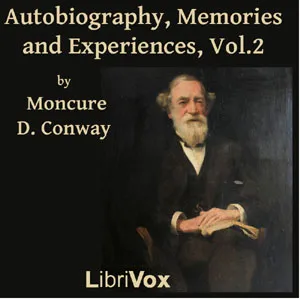 Autobiography, Memories
and Experiences, Vol.2
by
Moncure
D. Conway
LibriVox